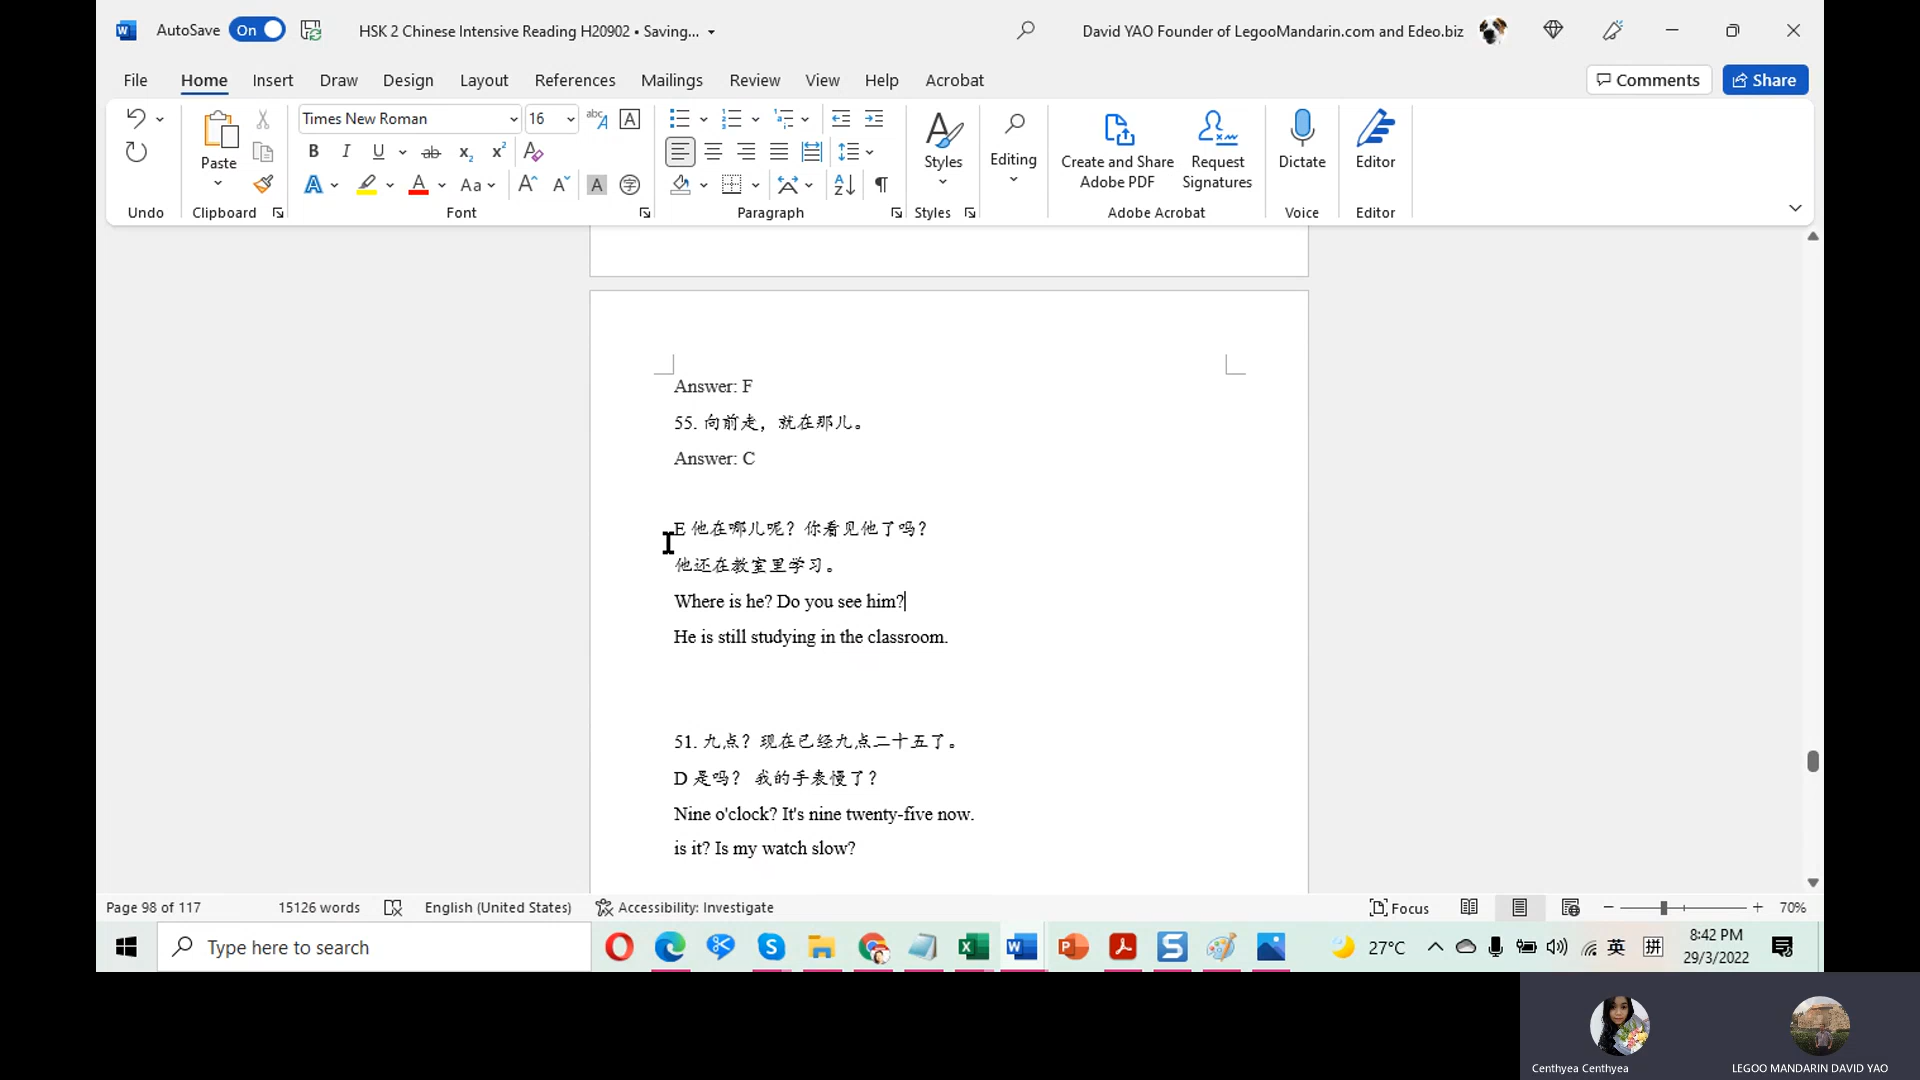 AutoSave On HSK 2 Chinese Intensive Reading H20902 • Saving... David YAO Founder of LegooMandarin.com and Edeo.biz
File Home Insert Draw Design Layout References Mailings Review View Help Acrobat Comments Share
Times New Roman 16
Paste Styles Editing Create and Share Adobe PDF Request Signatures Dictate Editor
Undo Clipboard Font Paragraph Styles Adobe Acrobat Voice Editor
Answer: F
55. 向前走，就在那儿。
Answer: C
E 他在哪儿呢？你看见他了吗？
他还在教室里学习。
Where is he? Do you see him?
He is still studying in the classroom.
51. 九点？现在已经九点二十五了。
D 是吗？ 我的手表慢了？
Nine o'clock? It's nine twenty-five now.
is it? Is my watch slow?
Page 98 of 117 15126 words English (United States) Accessibility: Investigate Focus 70%
Type here to search 27°C 英 拼 8:42 PM
29/3/2022
Centhyea Centhyea LEGOO MANDARIN DAVID YAO